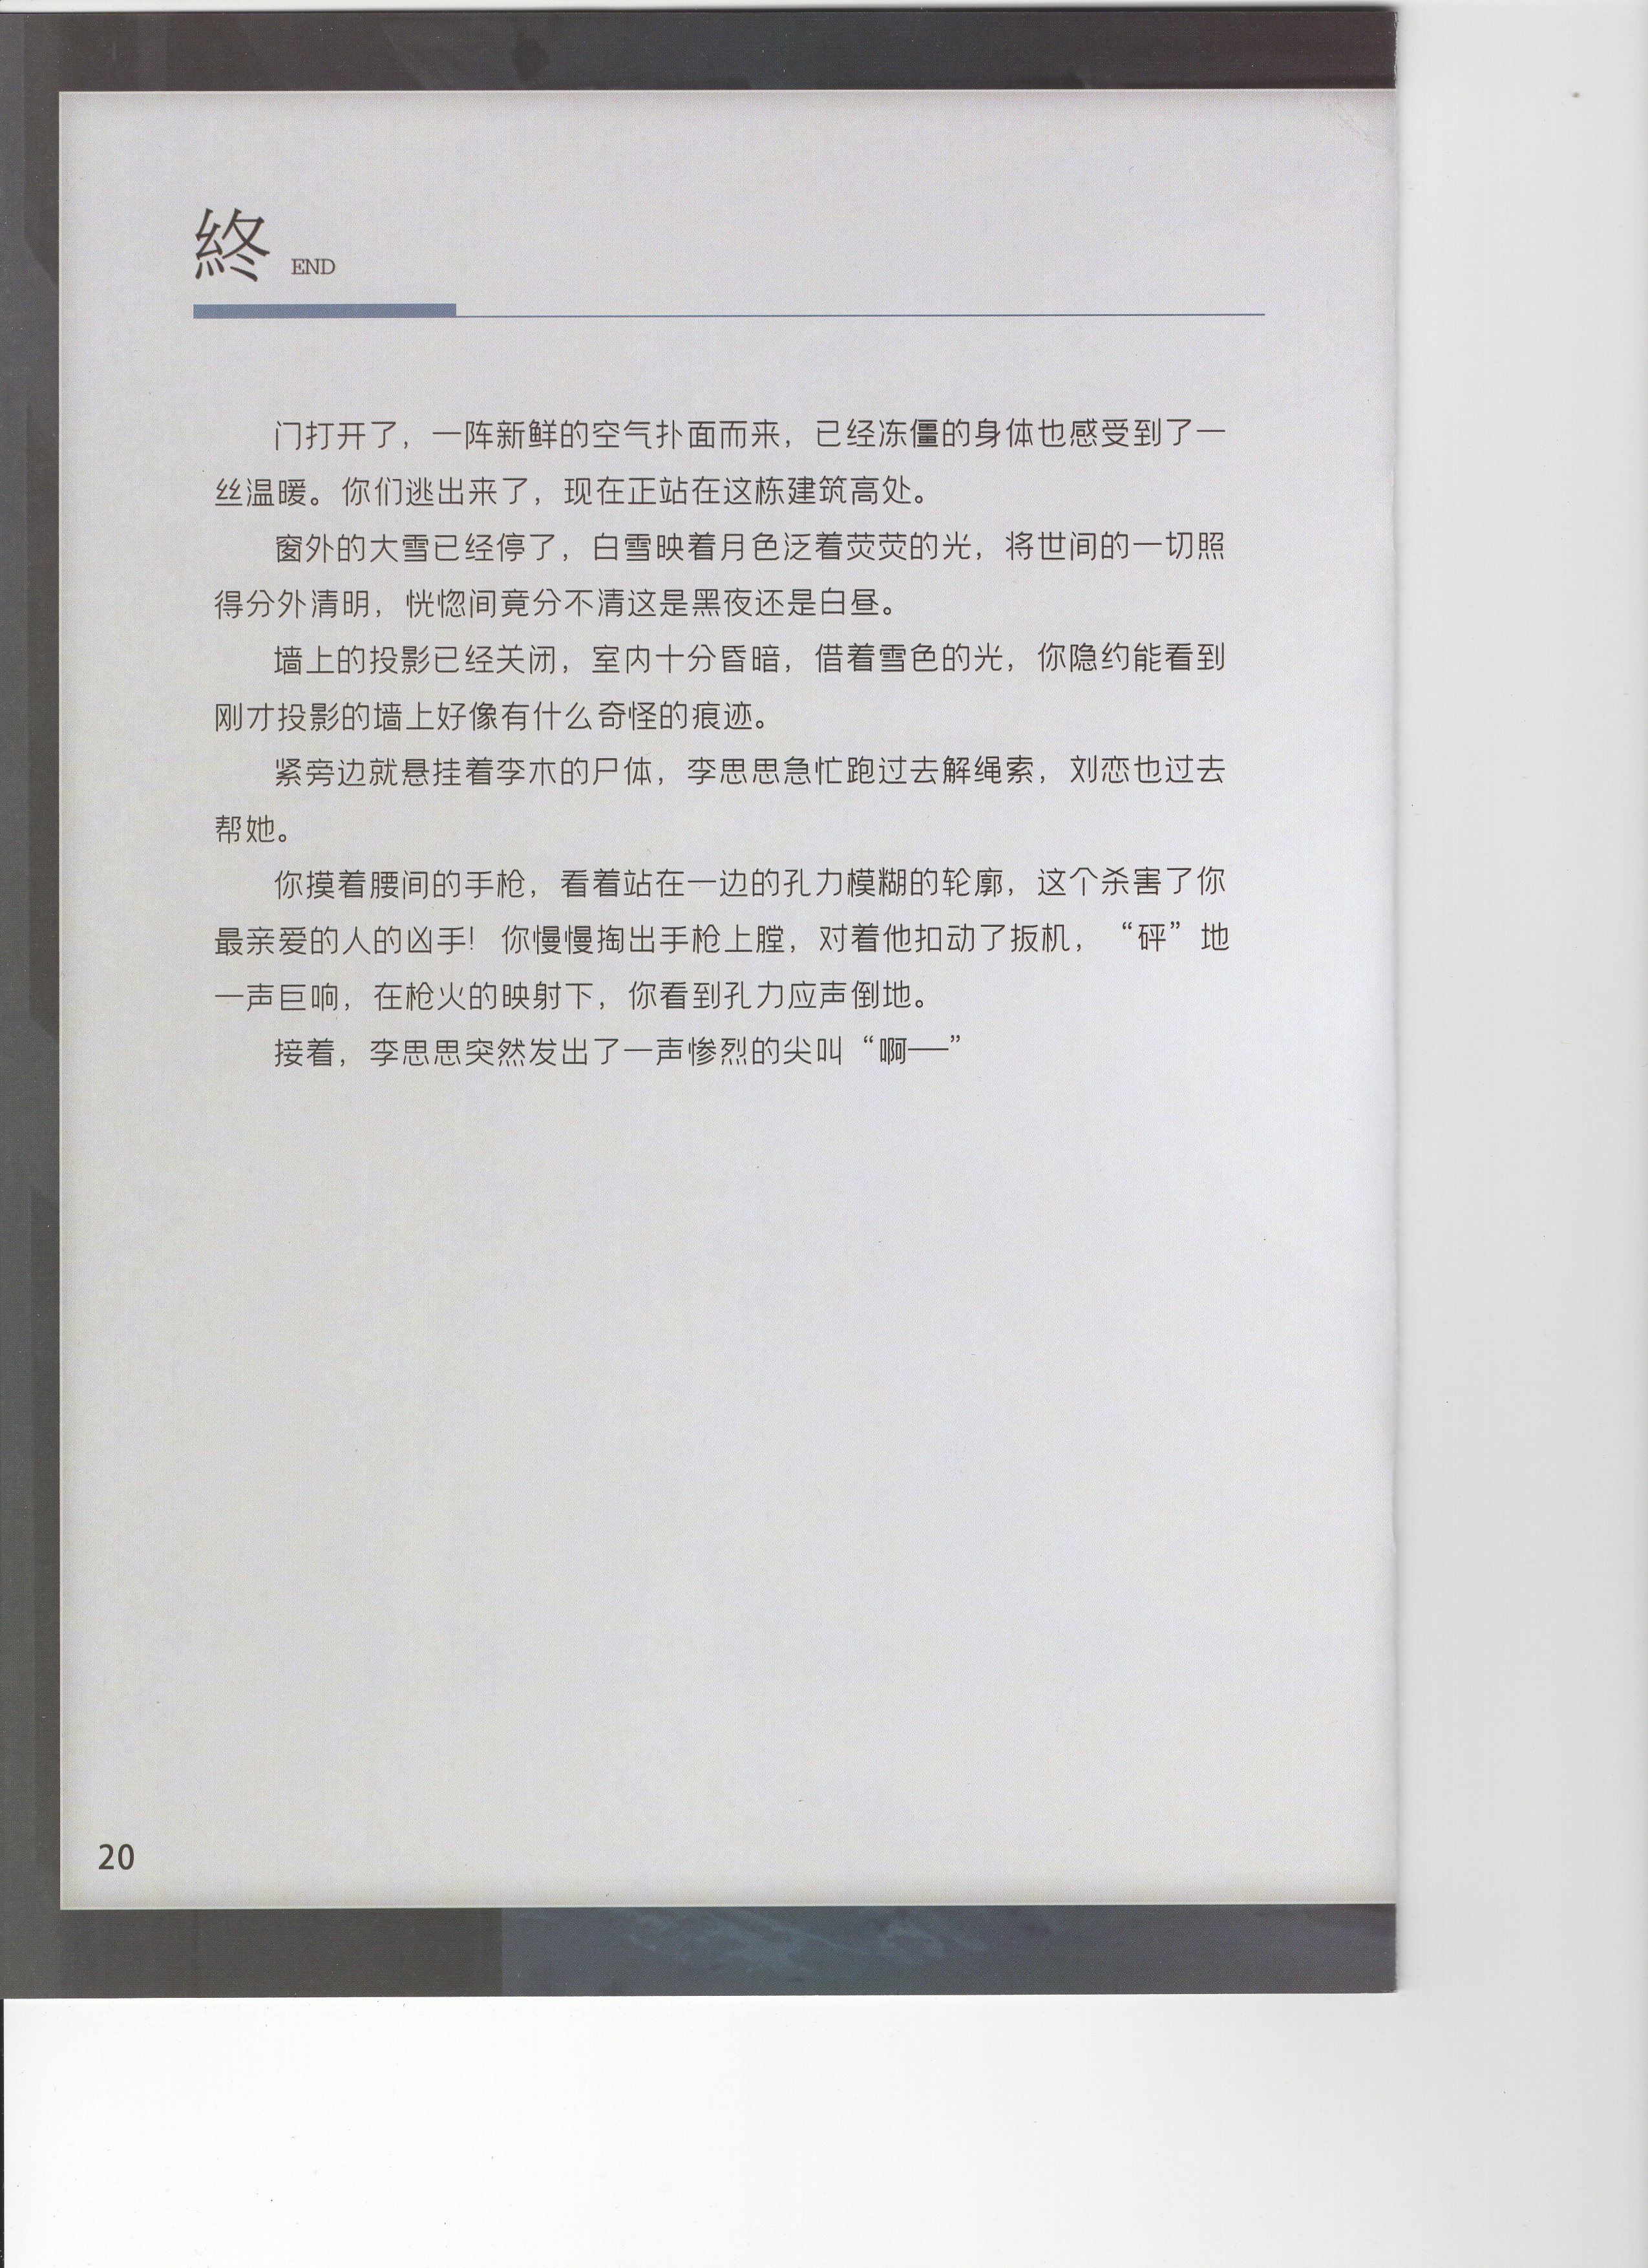 終 END
门打开了，一阵新鲜的空气扑面而来，已经冻僵的身体也感受到了一
丝温暖。你们逃出来了，现在正站在这栋建筑高处。
窗外的大雪已经停了，白雪映着月色泛着荧荧的光，将世间的一切照
得分外清明，恍惚间竟分不清这是黑夜还是白昼。
墙上的投影已经关闭，室内十分昏暗，借着雪色的光，你隐约能看到
刚才投影的墙上好像有什么奇怪的痕迹。
紧旁边就悬挂着李木的尸体，李思思急忙跑过去解绳索，刘恋也过去
帮她。
你摸着腰间的手枪，看着站在一边的孔力模糊的轮廓，这个杀害了你
最亲爱的人的凶手！你慢慢掏出手枪上膛，对着他扣动了扳机，“砰”地
一声巨响，在枪火的映射下，你看到孔力应声倒地。
接着，李思思突然发出了一声惨烈的尖叫“啊——”
20